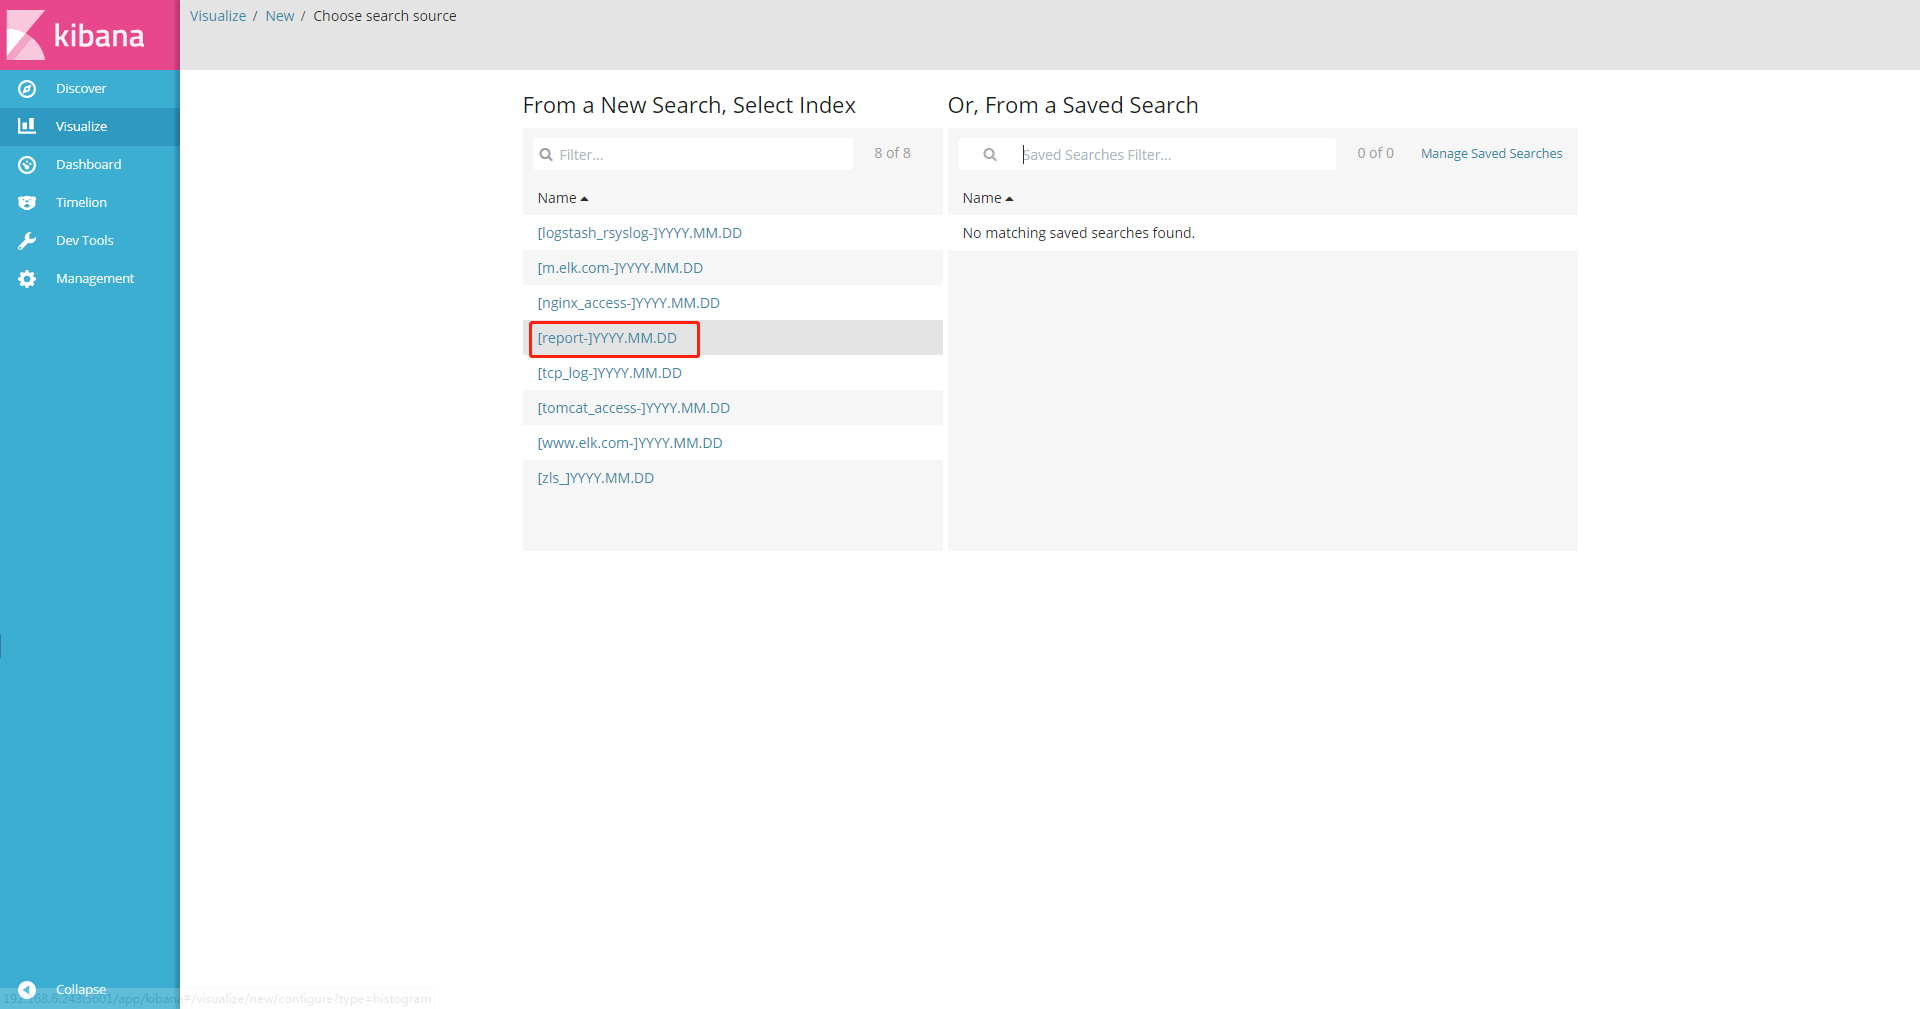 kibana
Visualize / New / Choose search source
Discover
Visualize
Dashboard
Timelion
Dev Tools
Management
Collapse
From a New Search, Select Index
Filter...
8 of 8
Name
[logstash_rsyslog-]YYYY.MM.DD
[m.elk.com-]YYYY.MM.DD
[nginx_access-]YYYY.MM.DD
[report-]YYYY.MM.DD
[tcp_log-]YYYY.MM.DD
[tomcat_access-]YYYY.MM.DD
[www.elk.com-]YYYY.MM.DD
[zls_]YYYY.MM.DD
Or, From a Saved Search
Saved Searches Filter...
0 of 0
Manage Saved Searches
Name
No matching saved searches found.
192.168.6.243:5601/app/kibana#/visualize/new/configure?type=histogram